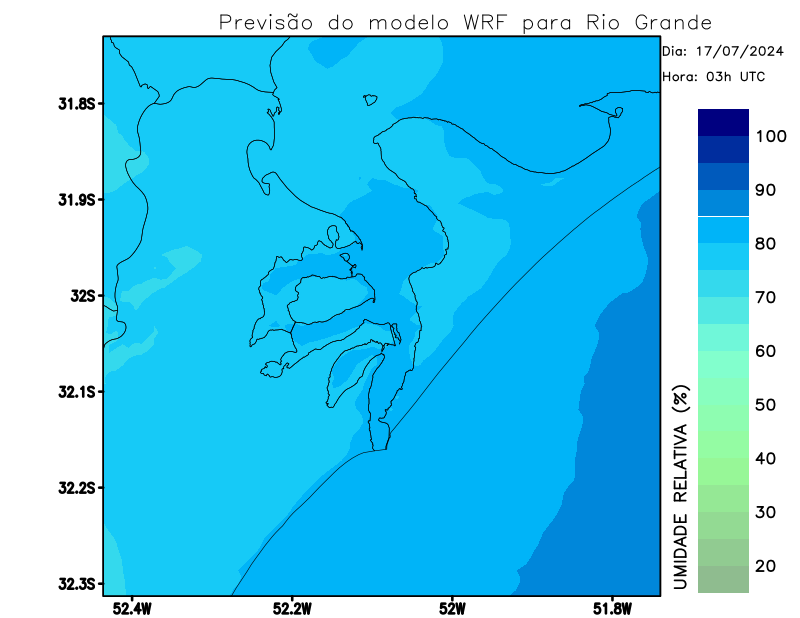 Previsão do modelo WRF para Rio Grande
Dia: 17/07/2024
Hora: 03h UTC
31.8S
31.9S
32S
32.1S
32.2S
32.3S
52.4W
52.2W
52W
51.8W
100
90
80
70
60
50
40
30
20
UMIDADE RELATIVA (%)